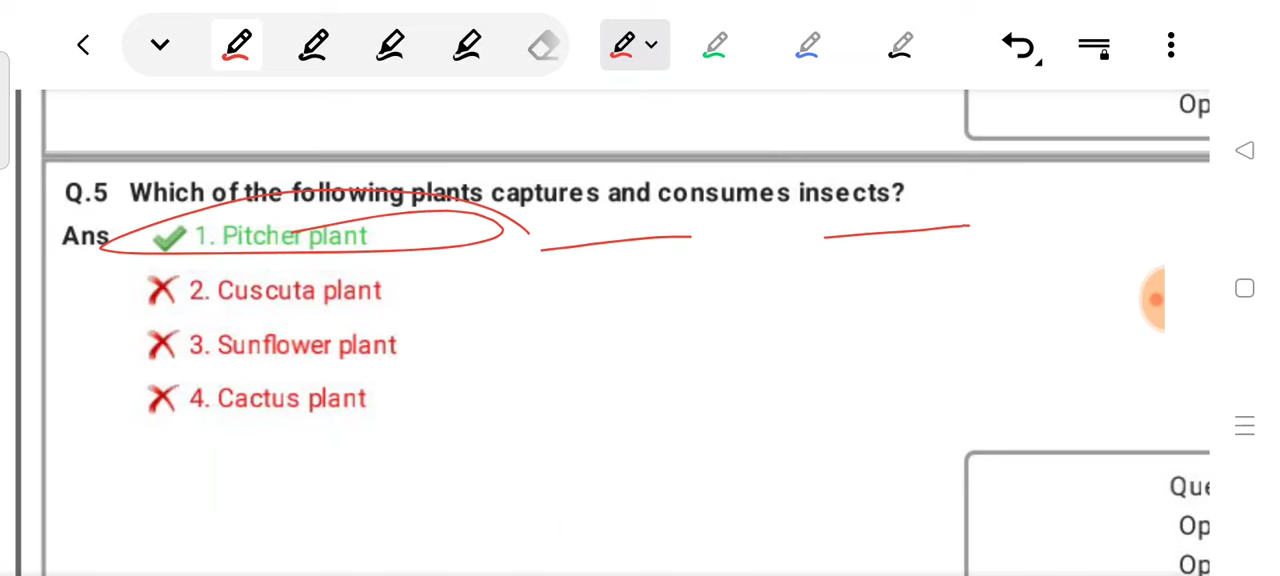 Op
Q.5 Which of the following plants captures and consumes insects?
Ans 1. Pitcher plant
2. Cuscuta plant
3. Sunflower plant
4. Cactus plant
Que
Op
Op